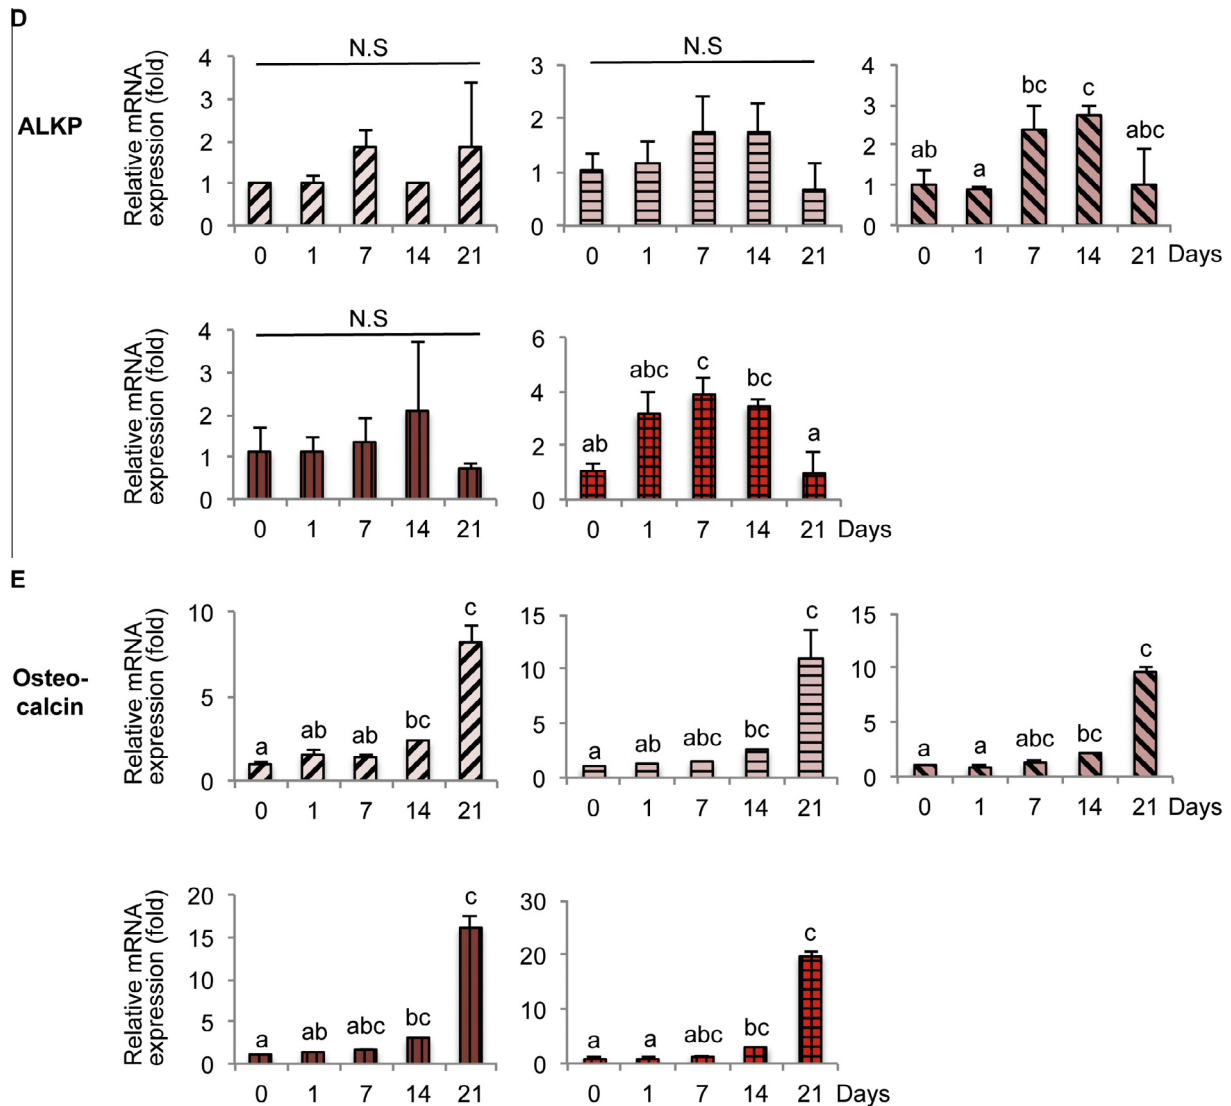 D
ALKP
Relative mRNA
expression (fold)
N.S
4
3
2
1
0
0 1 7 14 21
N.S
3
2
1
0
0 1 7 14 21
4
3
2
1
0
ab a bc c abc
0 1 7 14 21 Days
Relative mRNA
expression (fold)
N.S
4
3
2
1
0
0 1 7 14 21
6
4
2
0
ab abc c bc a
0 1 7 14 21 Days
E
Osteo-
calcin
Relative mRNA
expression (fold)
10
5
0
a ab ab bc c
0 1 7 14 21
15
10
5
0
a ab abc bc c
0 1 7 14 21
15
10
5
0
a a abc bc c
0 1 7 14 21 Days
Relative mRNA
expression (fold)
20
15
10
5
0
a ab abc bc c
0 1 7 14 21
30
20
10
0
a a abc bc c
0 1 7 14 21 Days